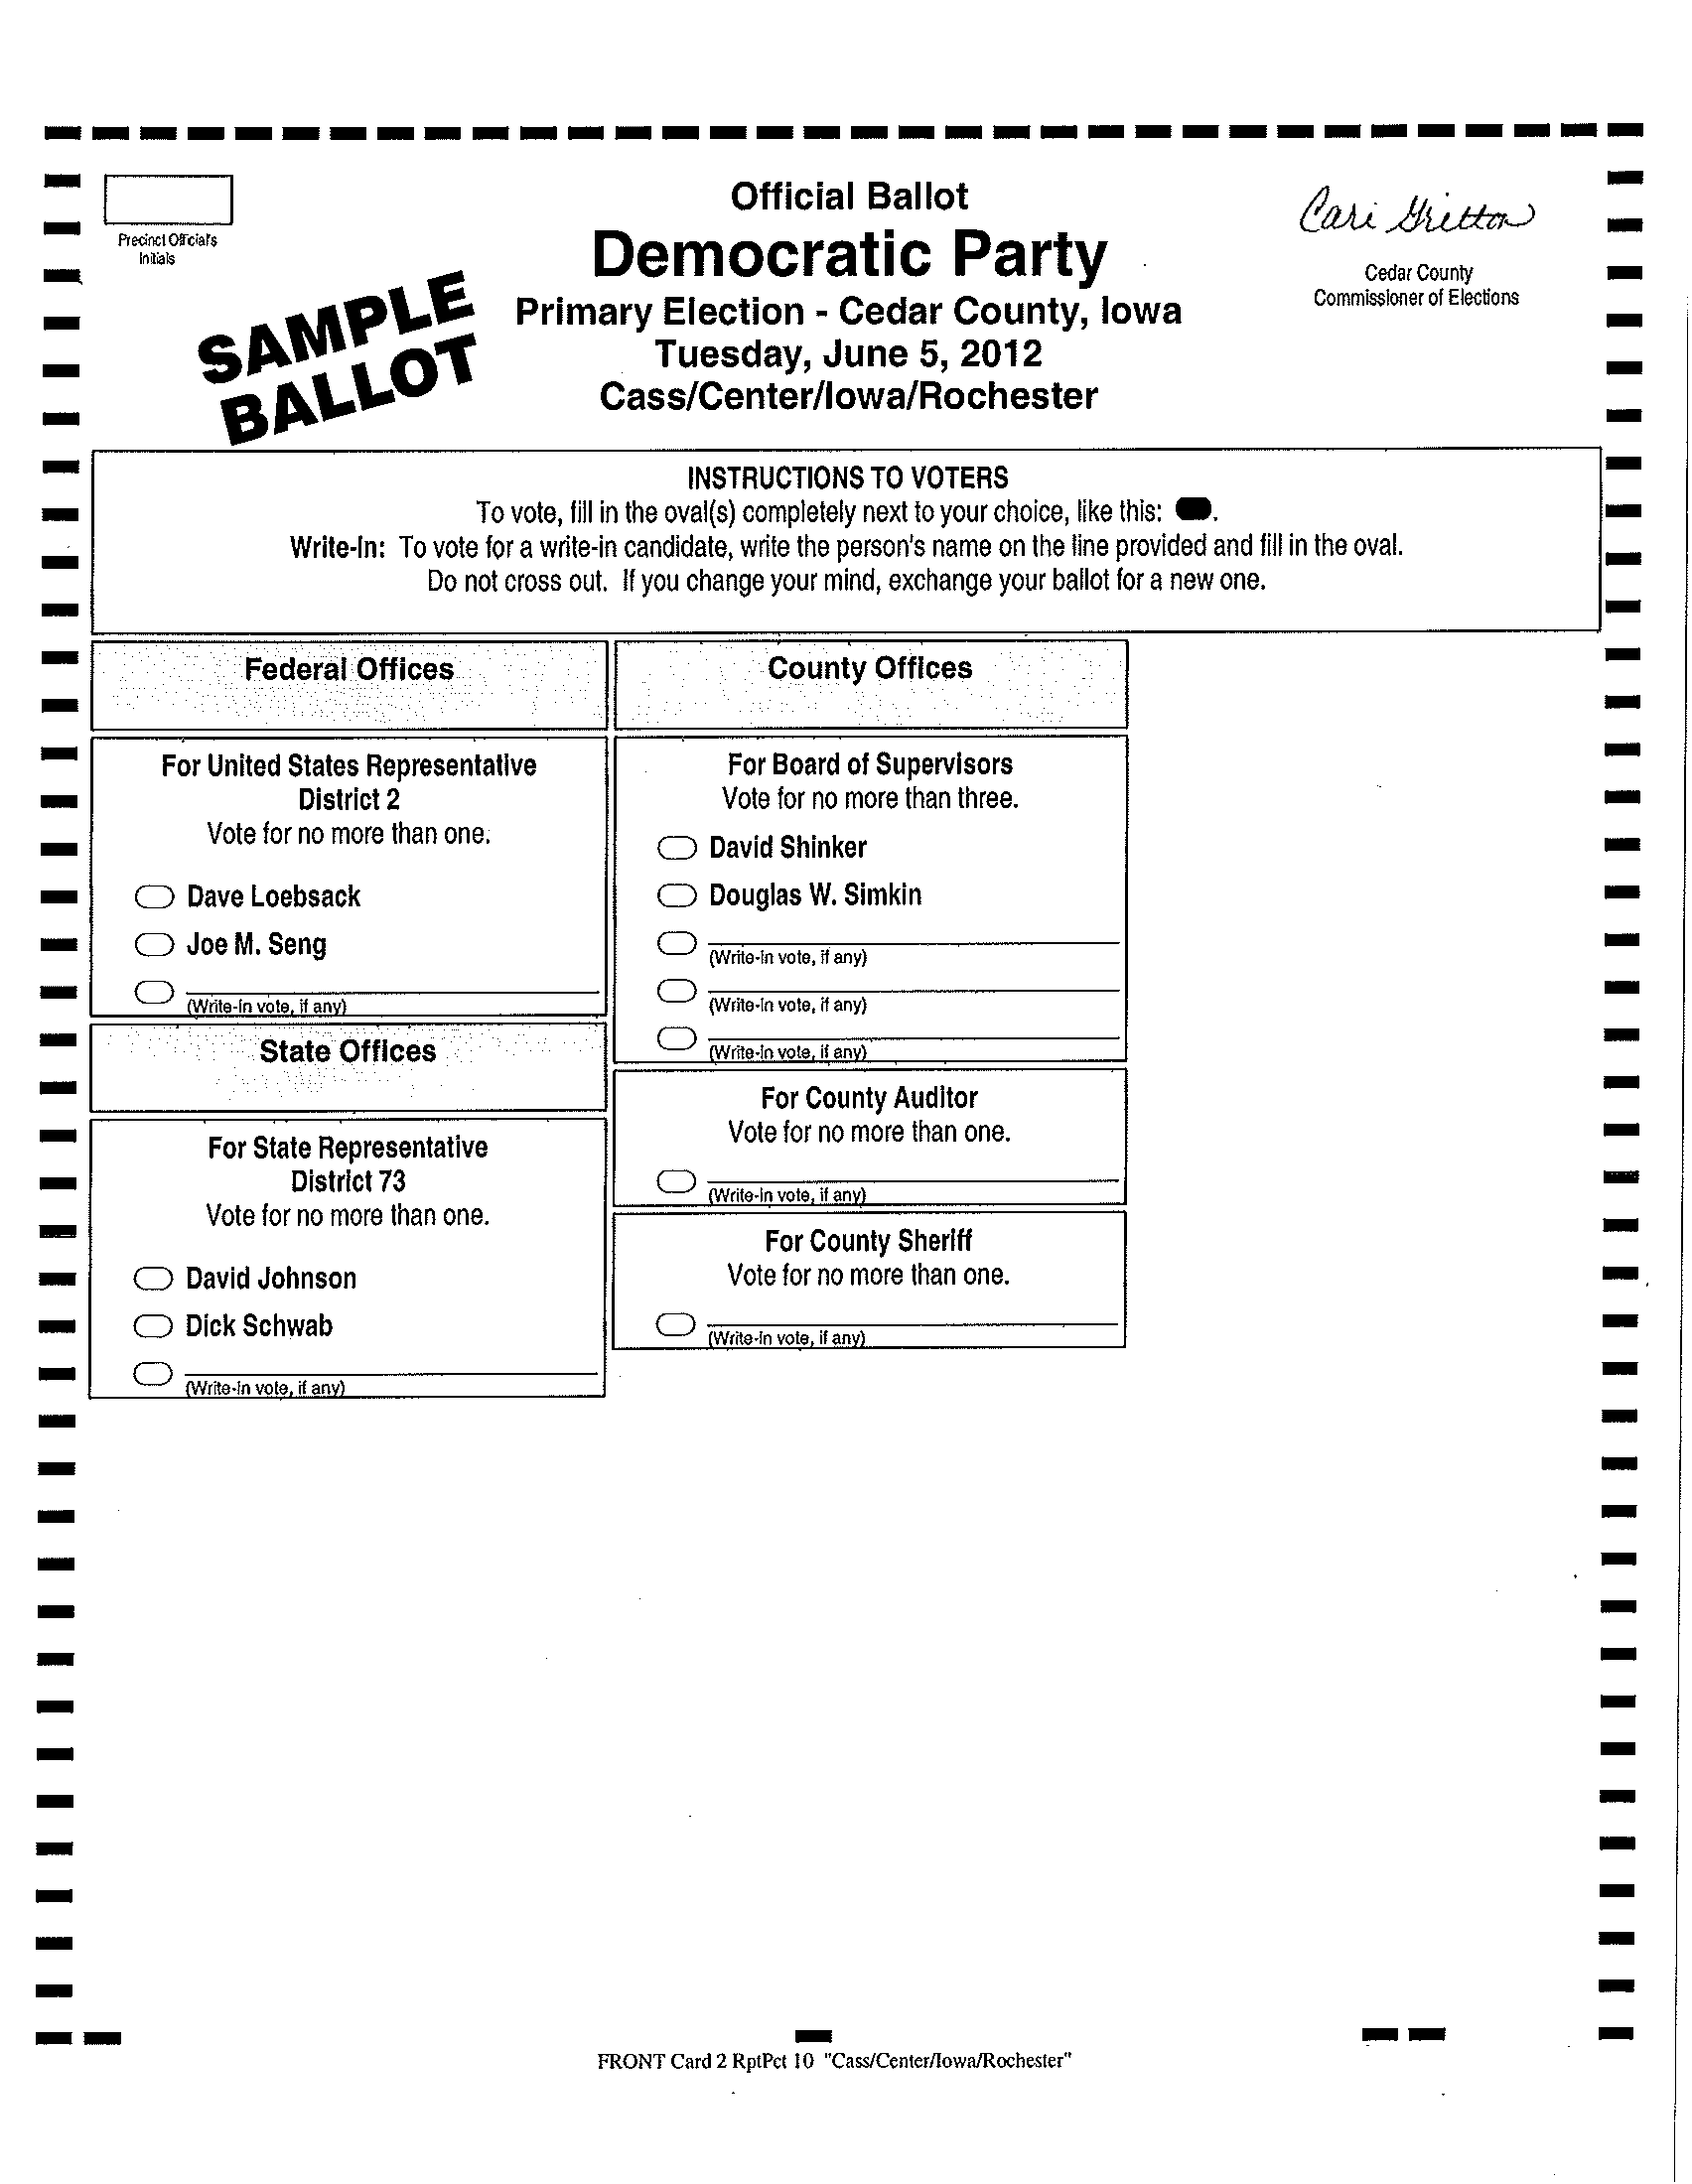 Official Ballot
Democratic Party
Primary Election - Cedar County, Iowa
Tuesday, June 5, 2012
Cass/Center/Iowa/Rochester
Precinct Official's
Initials
SAMPLE
BALLOT
Cari Gritton
Cedar County
Commissioner of Elections
INSTRUCTIONS TO VOTERS
To vote, fill in the oval(s) completely next to your choice, like this: .
Write-In: To vote for a write-in candidate, write the person's name on the line provided and fill in the oval.
Do not cross out. If you change your mind, exchange your ballot for a new one.
Federal Offices
For United States Representative
District 2
Vote for no more than one.
Dave Loebsack
Joe M. Seng
(Write-in vote, if any)
State Offices
For State Representative
District 73
Vote for no more than one.
David Johnson
Dick Schwab
(Write-in vote, if any)
County Offices
For Board of Supervisors
Vote for no more than three.
David Shinker
Douglas W. Simkin
(Write-in vote, if any)
(Write-in vote, if any)
(Write-in vote, if any)
For County Auditor
Vote for no more than one.
(Write-in vote, if any)
For County Sheriff
Vote for no more than one.
(Write-in vote, if any)
FRONT Card 2 RptPct 10 "Cass/Center/Iowa/Rochester"